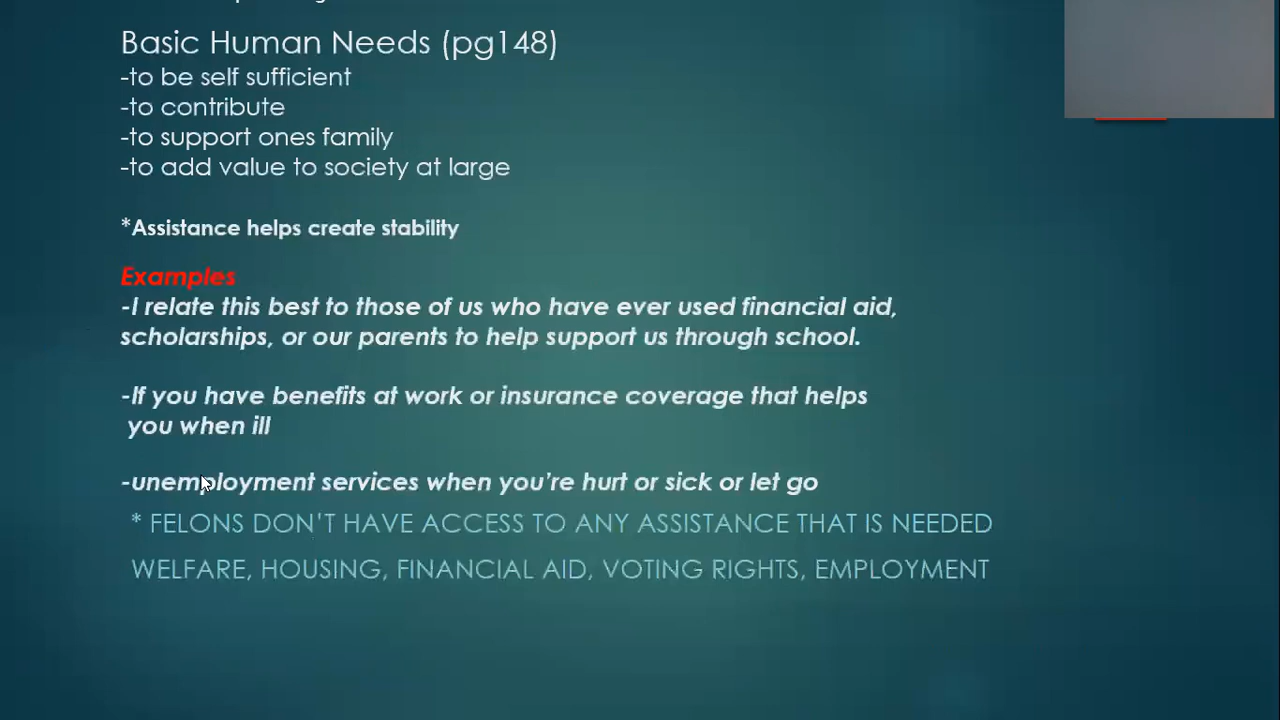 Basic Human Needs (pg148)
-to be self sufficient
-to contribute
-to support ones family
-to add value to society at large
*Assistance helps create stability
Examples
-I relate this best to those of us who have ever used financial aid,
scholarships, or our parents to help support us through school.
-If you have benefits at work or insurance coverage that helps
you when ill
-unemployment services when you're hurt or sick or let go
* FELONS DON'T HAVE ACCESS TO ANY ASSISTANCE THAT IS NEEDED
WELFARE, HOUSING, FINANCIAL AID, VOTING RIGHTS, EMPLOYMENT